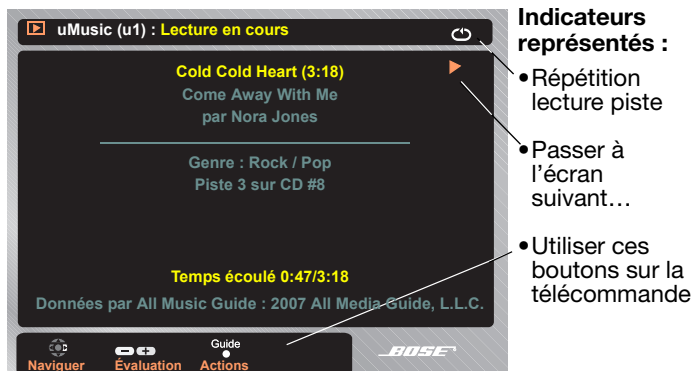 uMusic (u1) : Lecture en cours
Cold Cold Heart (3:18)
Come Away With Me
par Nora Jones
Genre : Rock / Pop
Piste 3 sur CD #8
Temps écoulé 0:47/3:18
Données par All Music Guide : 2007 All Media Guide, L.L.C.
Guide
Naviguer Évaluation Actions
BOSE
Indicateurs
représentés :
•Répétition
lecture piste
•Passer à
l’écran
suivant…
•Utiliser ces
boutons sur la
télécommande